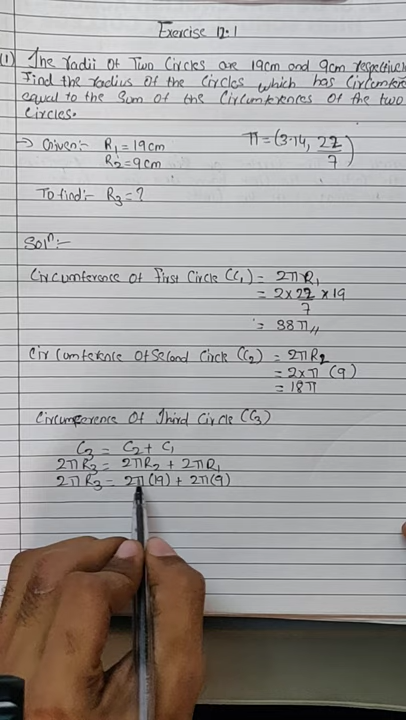 Exercise 12.1
(1) The radii of Two Circles are 19cm and 9cm
Find the radius of the circles which has
equal to the Sum of the Circumferences of the two
Circles.
→ Given:- R1 = 19cm π = (3.14, 22/7)
R2 = 9cm
To find:- R3 = ?
Solⁿ:-
Circumference of First Circle (C1) = 2πR1
= 2 x 22/7 x 19
= 38π //
Circumference of Second Circle (C2) = 2πR2
= 2xπ (9)
= 18π
Circumference of Third Circle (C3)
C3 = C2 + C1
2πR3 = 2πR2 + 2πR1
2πR3 = 2π(19) + 2π(9)